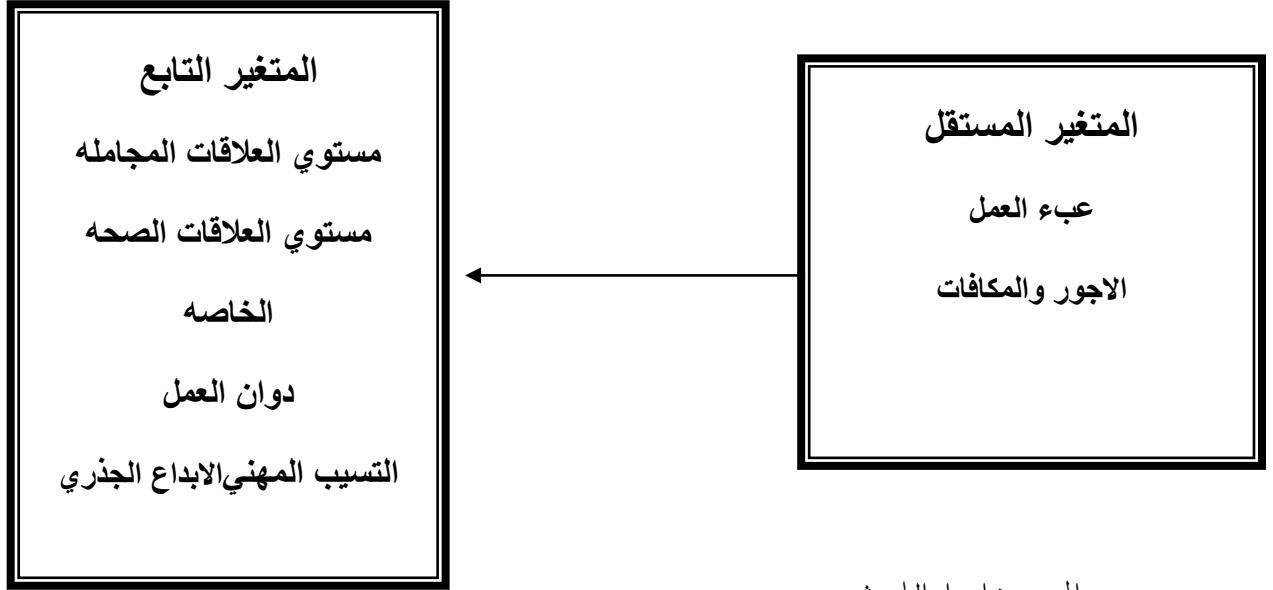 المتغير المستقل
عبء العمل
الاجور والمكافات
المتغير التابع
مستوي العلاقات المجامله
مستوي العلاقات الصحه
الخاصه
دوان العمل
التسيب المهنيالابداع الجذري